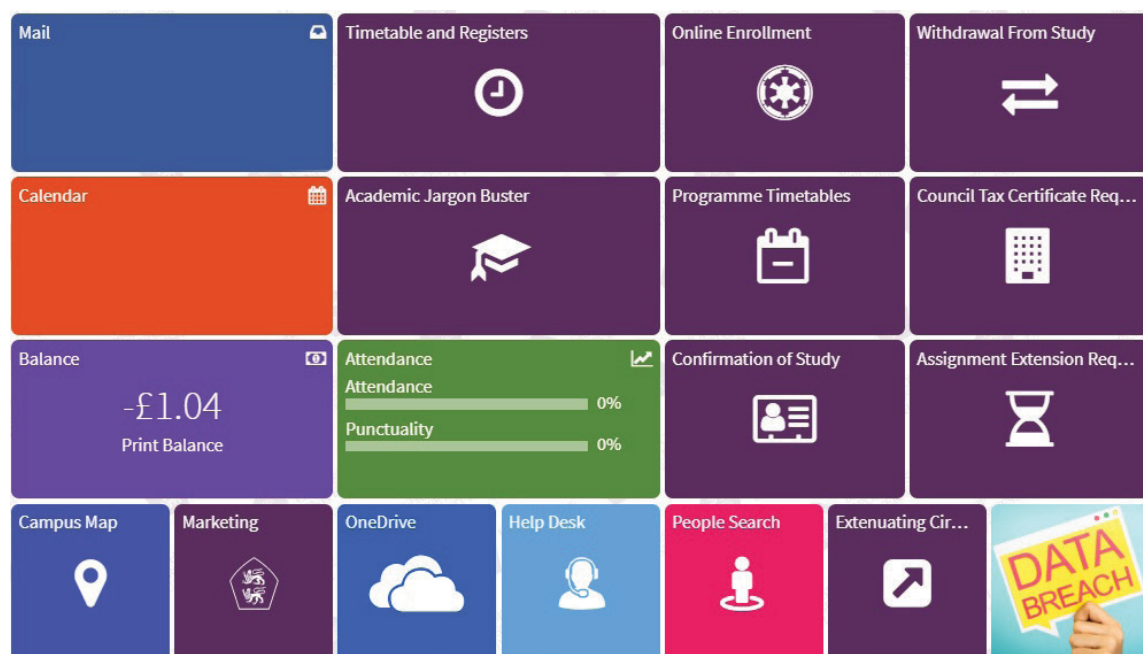 Mail
Timetable and Registers
Online Enrollment
Withdrawal From Study
Calendar
Academic Jargon Buster
Programme Timetables
Council Tax Certificate Req...
Balance
-£1.04
Print Balance
Attendance
Attendance
0%
Punctuality
0%
Confirmation of Study
Assignment Extension Req...
Campus Map
Marketing
OneDrive
Help Desk
People Search
Extenuating Cir...
DATA
BREACH